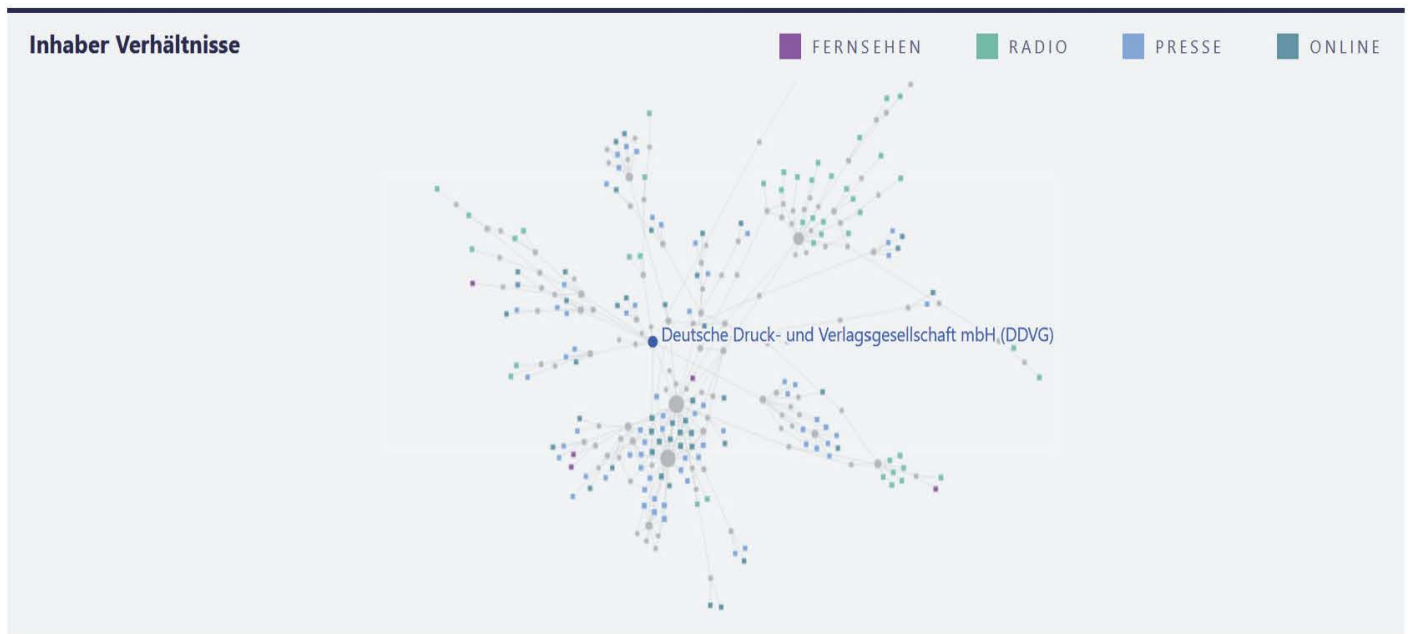 Inhaber Verhältnisse
FERNSEHEN
RADIO
PRESSE
ONLINE
Deutsche Druck- und Verlagsgesellschaft mbH (DDVG)